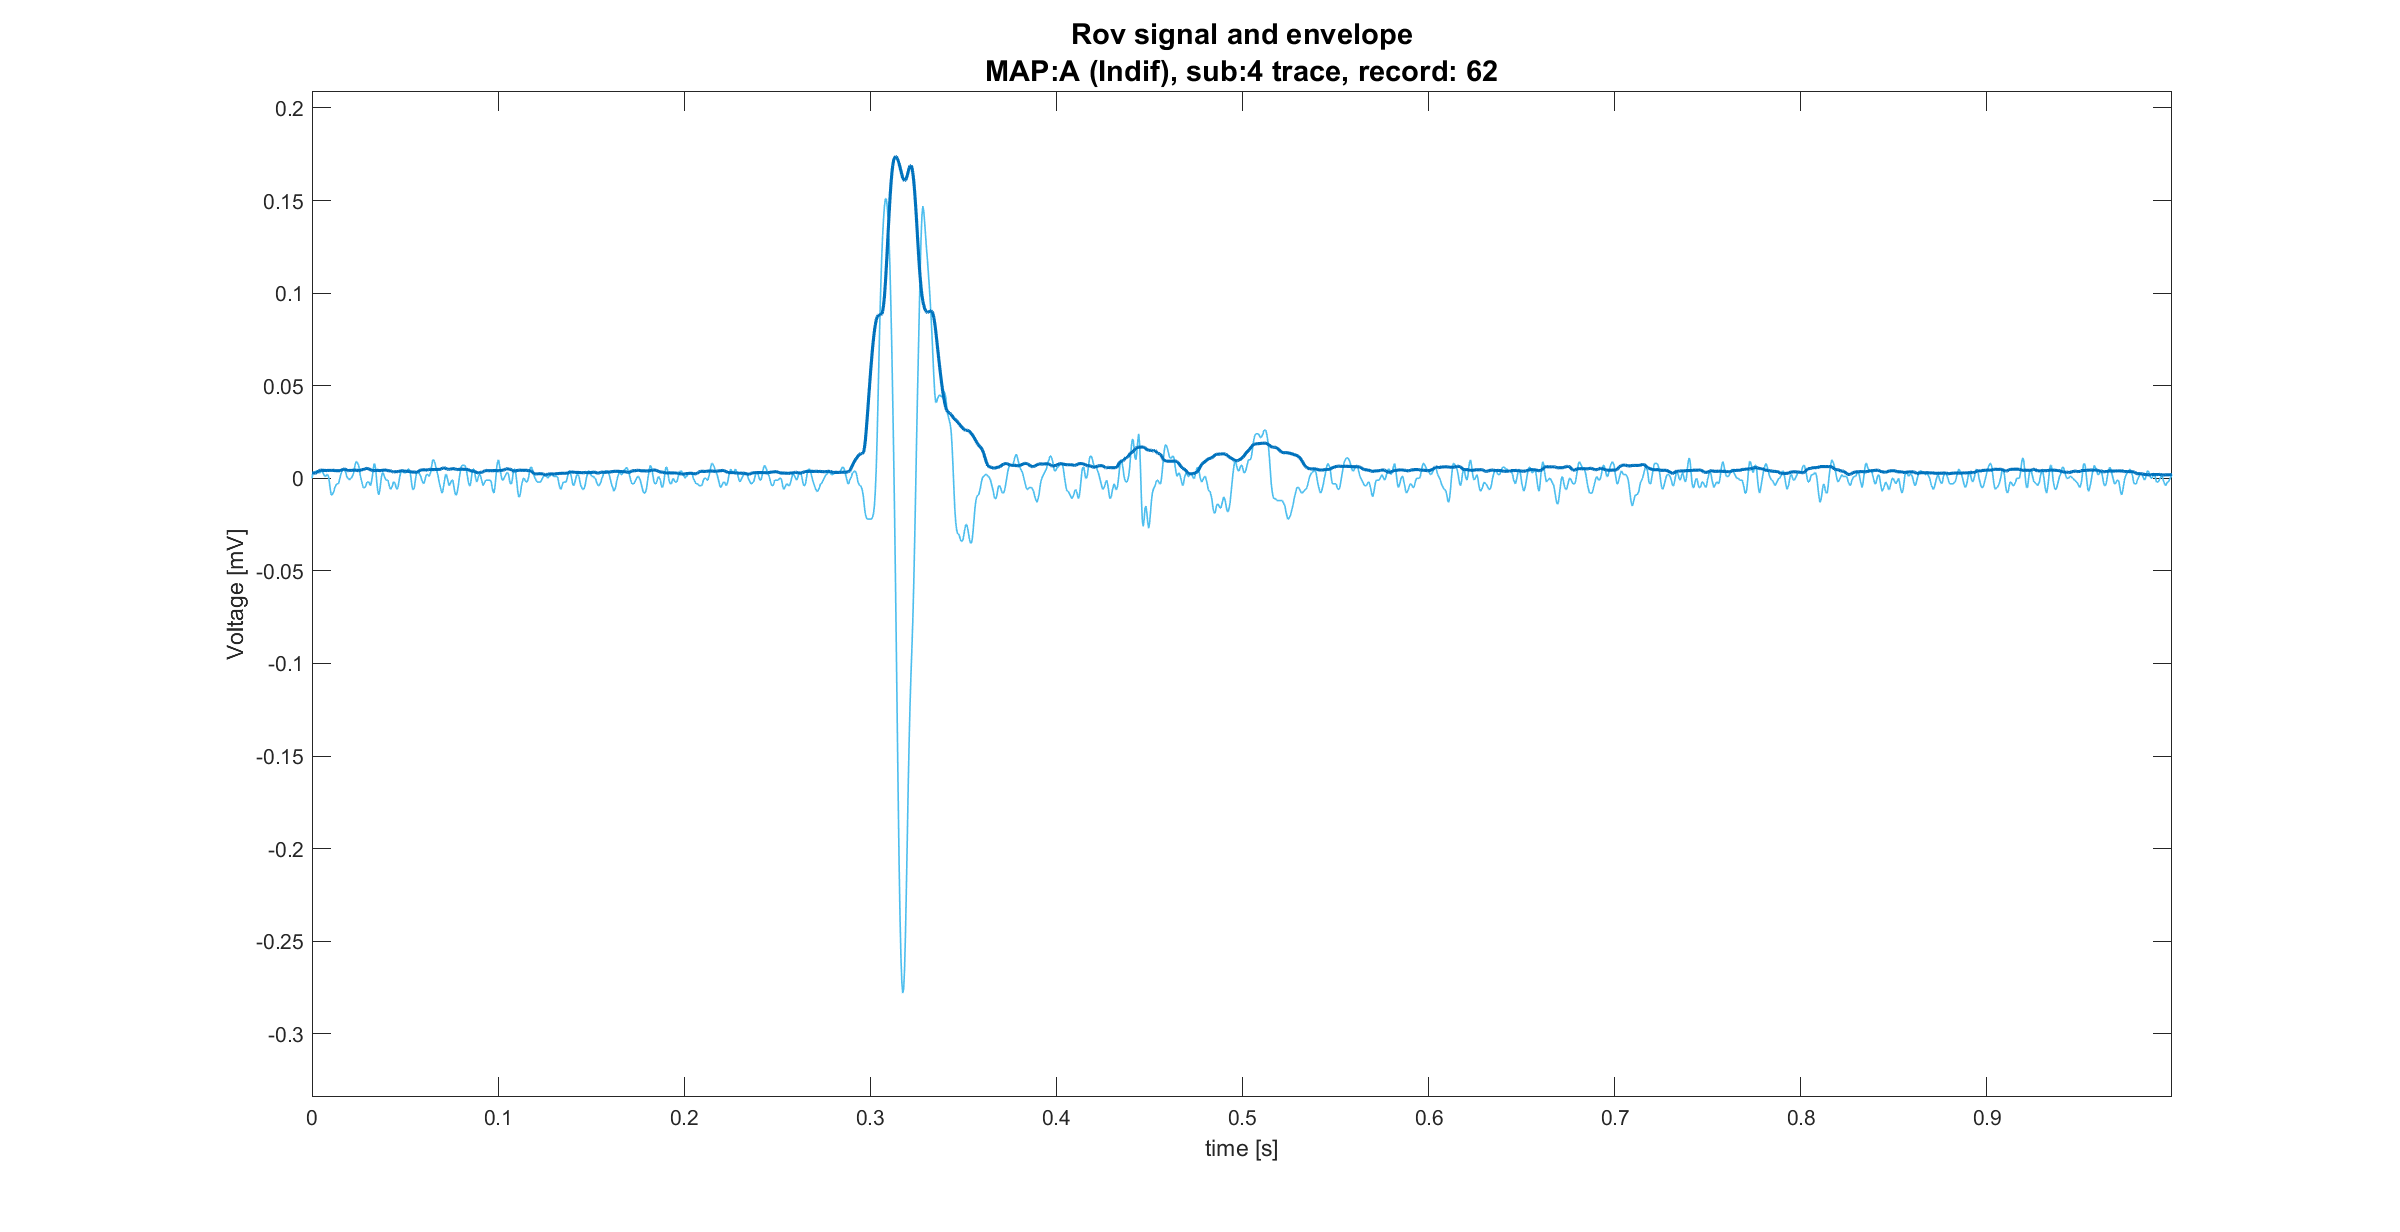 Rov signal and envelope
MAP:A (Indif), sub:4 trace, record: 62
0.2
0.15
0.1
0.05
0
-0.05
-0.1
-0.15
-0.2
-0.25
-0.3
Voltage [mV]
0 0.1 0.2 0.3 0.4 0.5 0.6 0.7 0.8 0.9
time [s]